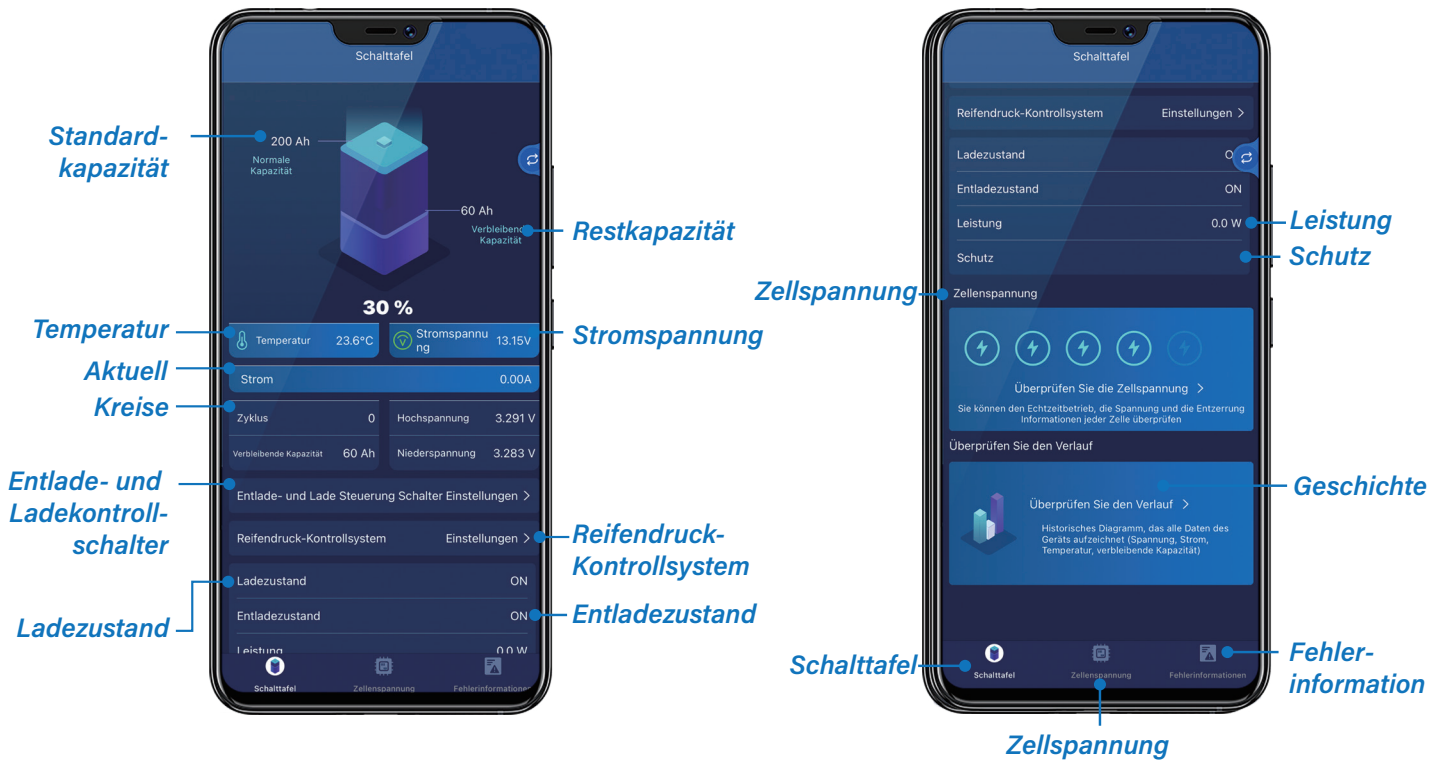 Schalttafel
200 Ah
Normale
Kapazität
60 Ah
Verbleibend
Kapazität
30 %
Temperatur 23.6°C
Stromspannu
ng
13.15V
Strom 0.00A
Zyklus 0
Hochspannung 3.291 V
Verbleibende Kapazität 60 Ah
Niederspannung 3.283 V
Entlade- und Lade Steuerung Schalter Einstellungen >
Reifendruck-Kontrollsystem Einstellungen >
Ladezustand ON
Entladezustand ON
Leistung 0.0 W
Schalttafel
Zellenspannung
Fehlerinformationen
Standard-
kapazität
Temperatur
Aktuell
Kreise
Entlade- und
Ladekontroll-
schalter
Ladezustand
Restkapazität
Stromspannung
Reifendruck-
Kontrollsystem
Entladezustand
Schalttafel
Reifendruck-Kontrollsystem Einstellungen >
Ladezustand O
Entladezustand ON
Leistung 0.0 W
Schutz
Zellenspannung
Überprüfen Sie die Zellspannung >
Sie können den Echtzeitbetrieb, die Spannung und die Entzerrung
Informationen jeder Zelle überprüfen
Überprüfen Sie den Verlauf
Überprüfen Sie den Verlauf >
Historisches Diagramm, das alle Daten des
Geräts aufzeichnet (Spannung, Strom,
Temperatur, verbleibende Kapazität)
Schalttafel
Zellenspannung
Fehlerinformationen
Zellspannung
Schalttafel
Zellspannung
Leistung
Schutz
Geschichte
Fehler-
information